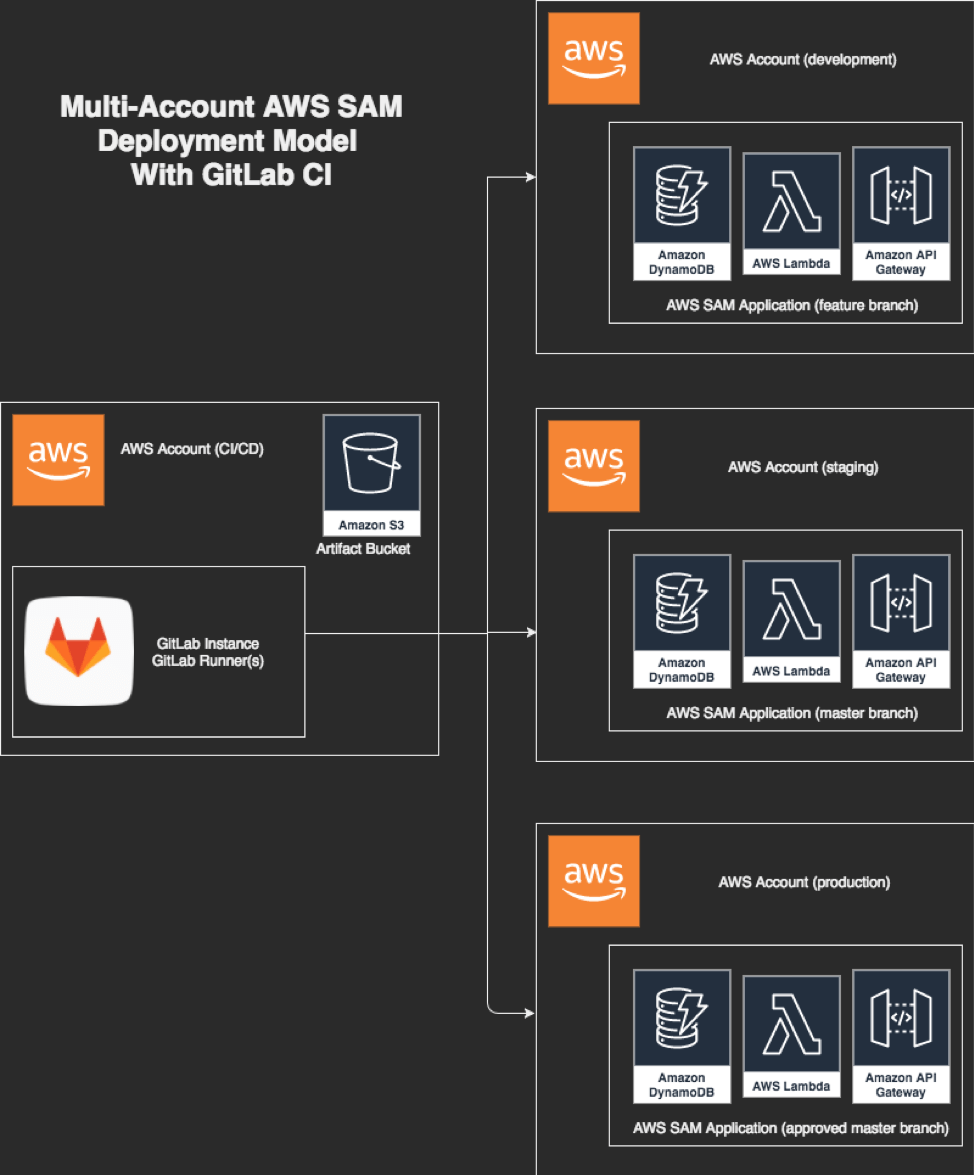 Multi-Account AWS SAM
Deployment Model
With GitLab CI
aws
AWS Account (development)
Amazon
DynamoDB
AWS Lambda
</>
Amazon API
Gateway
AWS SAM Application (feature branch)
aws
AWS Account (CI/CD)
Amazon S3
Artifact Bucket
GitLab Instance
GitLab Runner(s)
aws
AWS Account (staging)
Amazon
DynamoDB
AWS Lambda
</>
Amazon API
Gateway
AWS SAM Application (master branch)
aws
AWS Account (production)
Amazon
DynamoDB
AWS Lambda
</>
Amazon API
Gateway
AWS SAM Application (approved master branch)